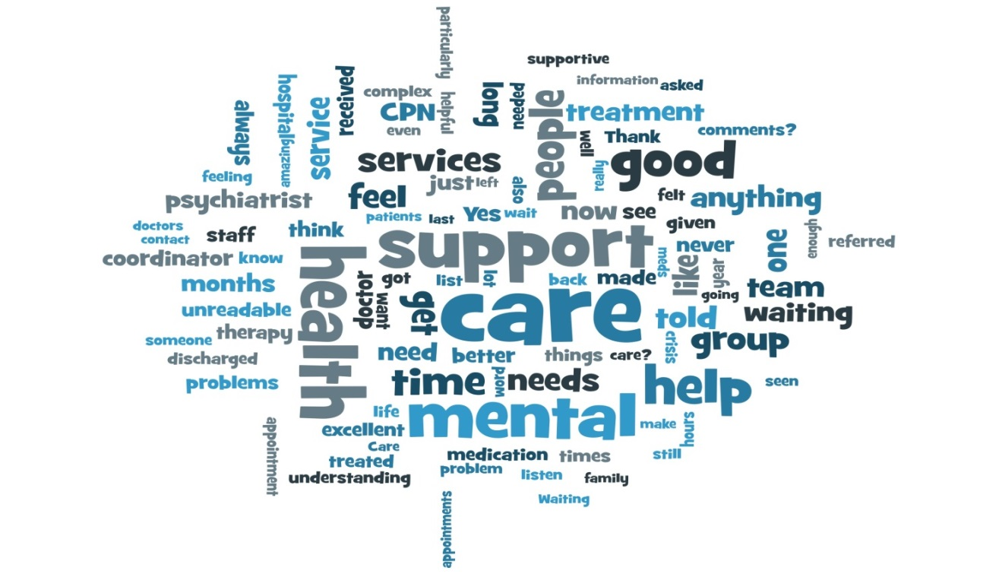 particularly
supportive
information
asked
hospital
always
amazing
service
received
complex
CPN
even
helpful
long
needed
people
treatment
well
Thank
comments?
really
good
services
just
left
also
feeling
psychiatrist
feel
felt
anything
patients
last
Yes
wait
now
see
given
doctors
contact
staff
think
support
never
one
enough
referred
coordinator
know
health
meds
like
year
months
doctor
got
want
list
lot
back
made
going
team
unreadable
get
care
told
waiting
someone
therapy
crisis
group
discharged
need
better
things
care?
problems
time
word
needs
help
seen
life
mental
make
hours
appointment
excellent
Care
treated
medication
times
still
understanding
problem
listen
family
Waiting
appointments